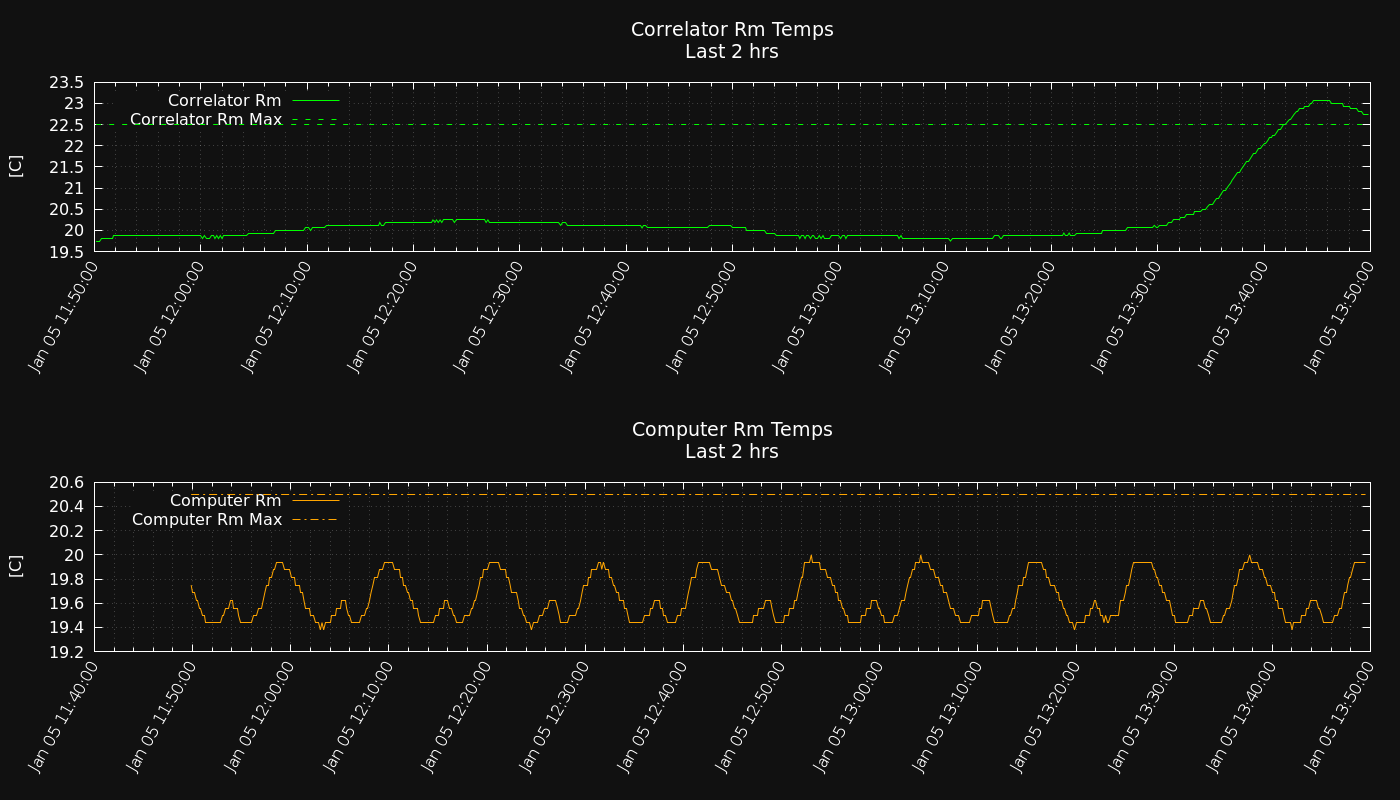 Correlator Rm Temps
Last 2 hrs
23.5
23
22.5
22
21.5
21
20.5
20
19.5
[C]
Correlator Rm
Correlator Rm Max
Jan 05 11:50:00
Jan 05 12:00:00
Jan 05 12:10:00
Jan 05 12:20:00
Jan 05 12:30:00
Jan 05 12:40:00
Jan 05 12:50:00
Jan 05 13:00:00
Jan 05 13:10:00
Jan 05 13:20:00
Jan 05 13:30:00
Jan 05 13:40:00
Jan 05 13:50:00
Computer Rm Temps
Last 2 hrs
20.6
20.4
20.2
20
19.8
19.6
19.4
19.2
[C]
Computer Rm
Computer Rm Max
Jan 05 11:40:00
Jan 05 11:50:00
Jan 05 12:00:00
Jan 05 12:10:00
Jan 05 12:20:00
Jan 05 12:30:00
Jan 05 12:40:00
Jan 05 12:50:00
Jan 05 13:00:00
Jan 05 13:10:00
Jan 05 13:20:00
Jan 05 13:30:00
Jan 05 13:40:00
Jan 05 13:50:00